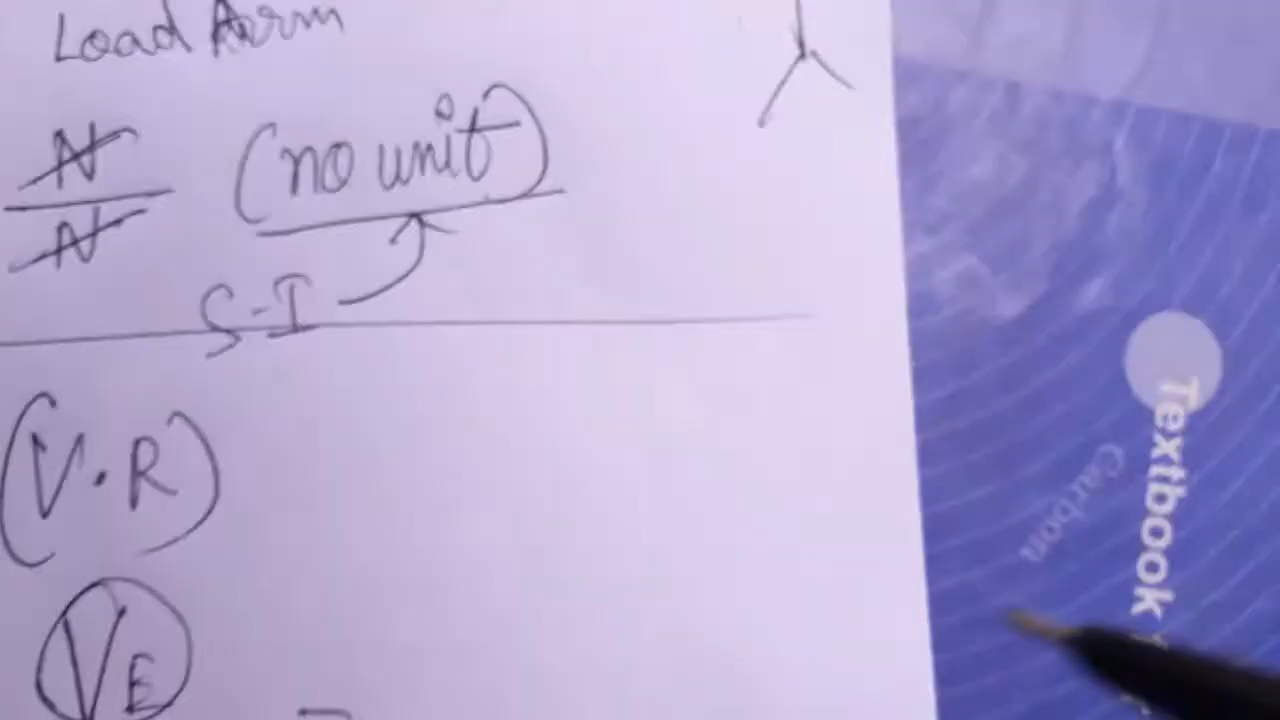 Load Arm
N
N
(no unit)
S-I
(V.R)
VE
Textbook
Carbon